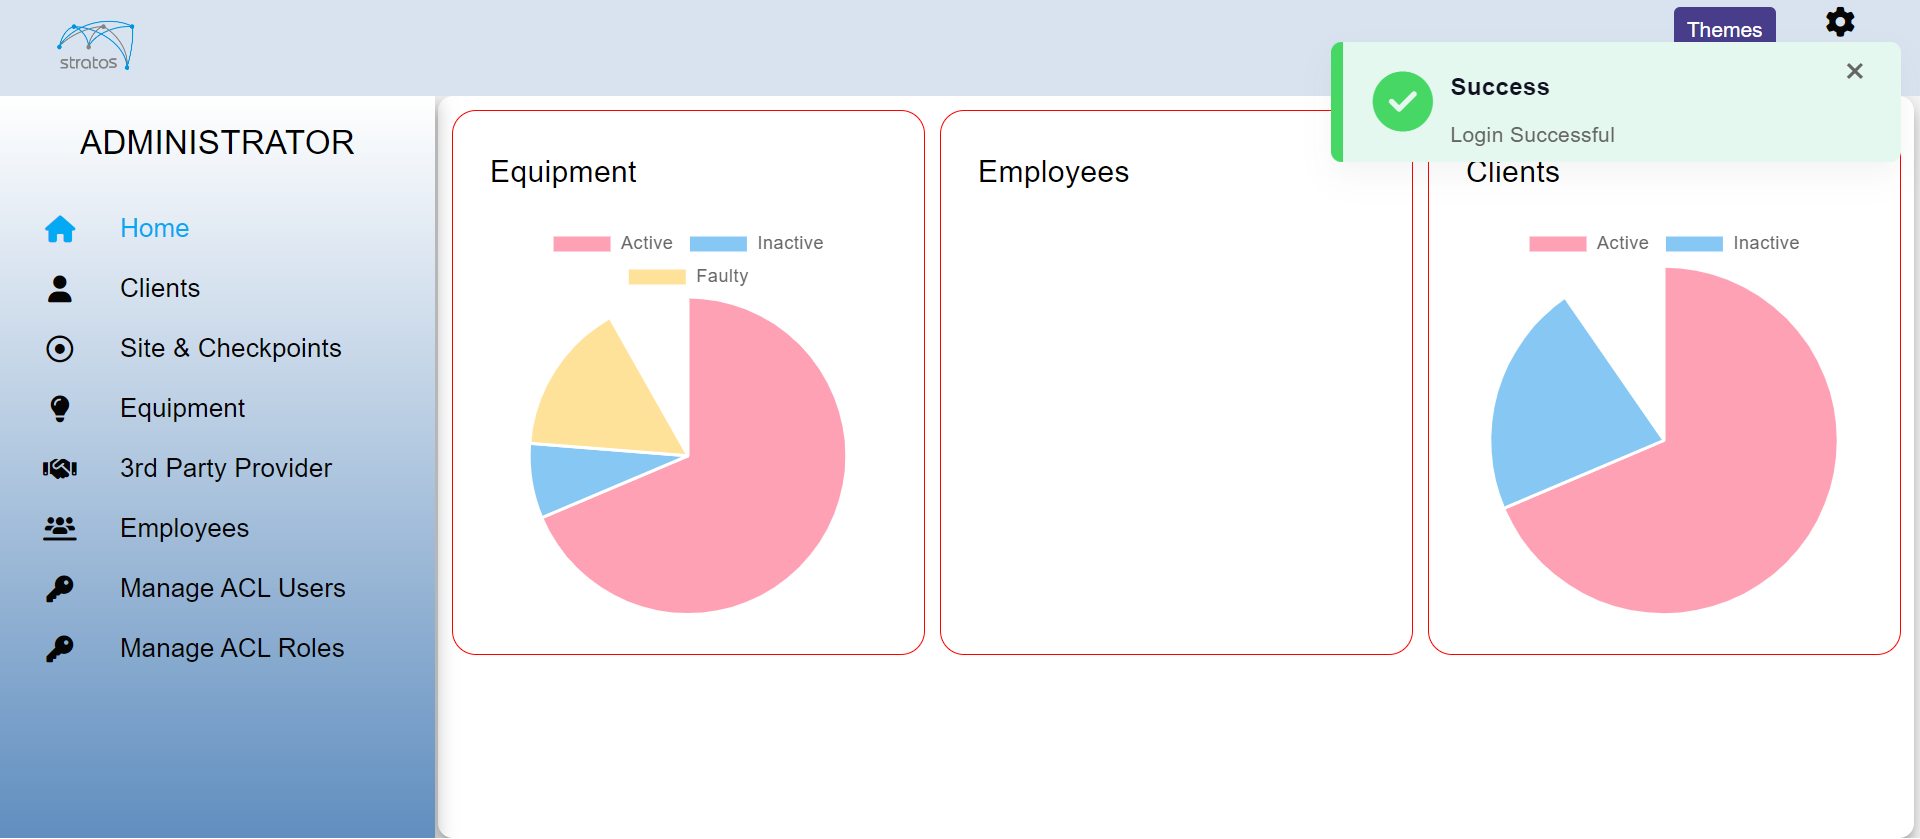 stratos
Themes
Success
Login Successful
ADMINISTRATOR
Home
Clients
Site & Checkpoints
Equipment
3rd Party Provider
Employees
Manage ACL Users
Manage ACL Roles
Equipment
Active Inactive
Faulty
Employees
Clients
Active Inactive